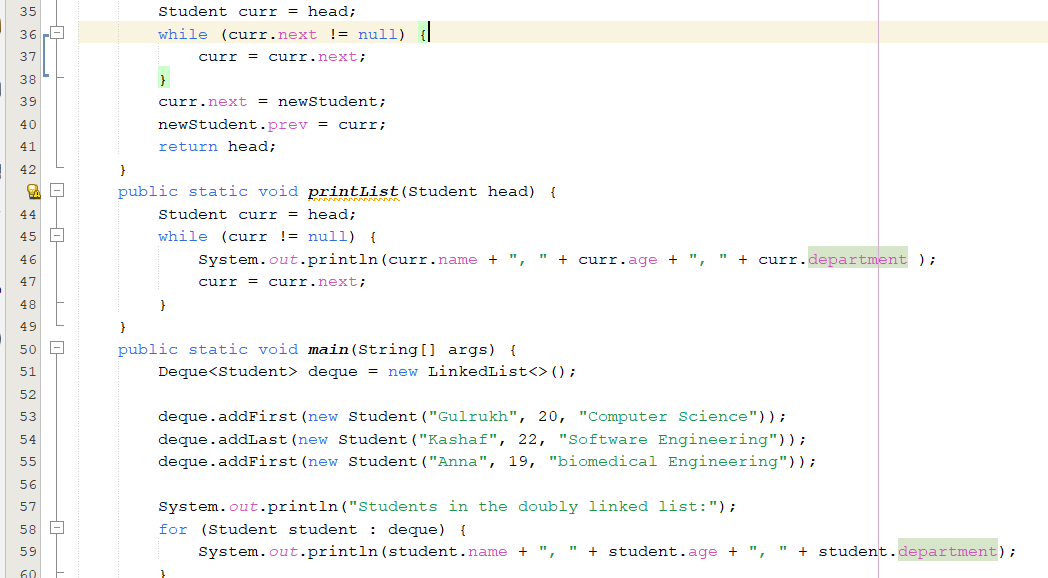 35 Student curr = head;
36 while (curr.next != null) {
37 curr = curr.next;
38 }
39 curr.next = newStudent;
40 newStudent.prev = curr;
41 return head;
42 }
public static void printList(Student head) {
44 Student curr = head;
45 while (curr != null) {
46 System.out.println(curr.name + ", " + curr.age + ", " + curr.department );
47 curr = curr.next;
48 }
49 }
50 public static void main(String[] args) {
51 Deque<Student> deque = new LinkedList<>();
52
53 deque.addFirst(new Student("Gulrukh", 20, "Computer Science"));
54 deque.addLast(new Student("Kashaf", 22, "Software Engineering"));
55 deque.addFirst(new Student("Anna", 19, "biomedical Engineering"));
56
57 System.out.println("Students in the doubly linked list:");
58 for (Student student : deque) {
59 System.out.println(student.name + ", " + student.age + ", " + student.department);
60 }